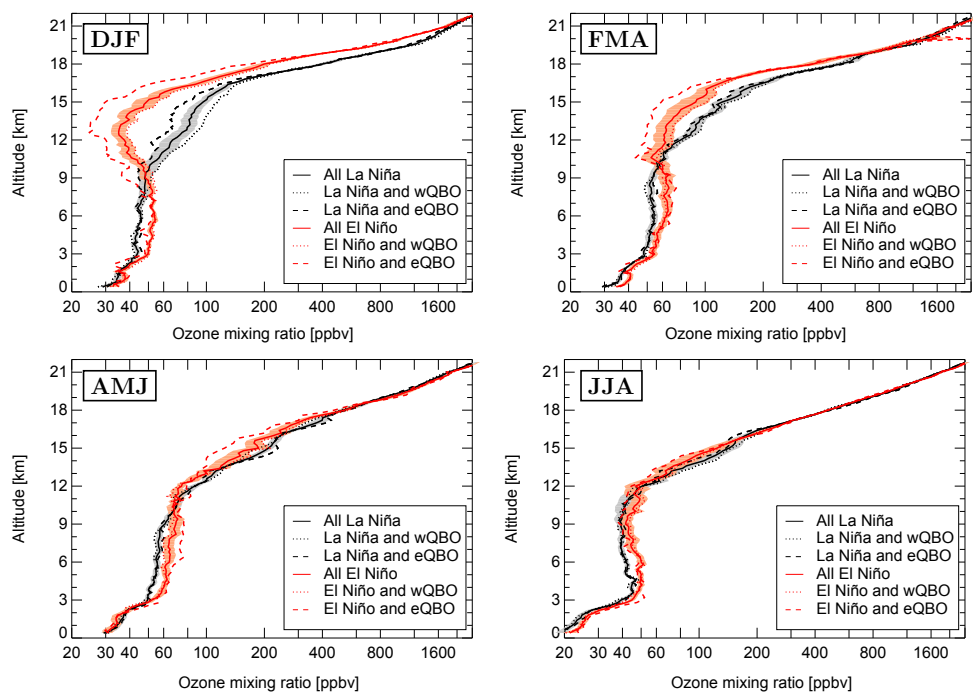 DJF
21
18
15
12
9
6
3
0
Altitude [km]
All La Niña
La Niña and wQBO
La Niña and eQBO
All El Niño
El Niño and wQBO
El Niño and eQBO
20 30 40 60 100 200 400 800 1600
Ozone mixing ratio [ppbv]
FMA
21
18
15
12
9
6
3
0
Altitude [km]
All La Niña
La Niña and wQBO
La Niña and eQBO
All El Niño
El Niño and wQBO
El Niño and eQBO
20 30 40 60 100 200 400 800 1600
Ozone mixing ratio [ppbv]
AMJ
21
18
15
12
9
6
3
0
Altitude [km]
All La Niña
La Niña and wQBO
La Niña and eQBO
All El Niño
El Niño and wQBO
El Niño and eQBO
20 30 40 60 100 200 400 800 1600
Ozone mixing ratio [ppbv]
JJA
21
18
15
12
9
6
3
0
Altitude [km]
All La Niña
La Niña and wQBO
La Niña and eQBO
All El Niño
El Niño and wQBO
El Niño and eQBO
20 30 40 60 100 200 400 800 1600
Ozone mixing ratio [ppbv]